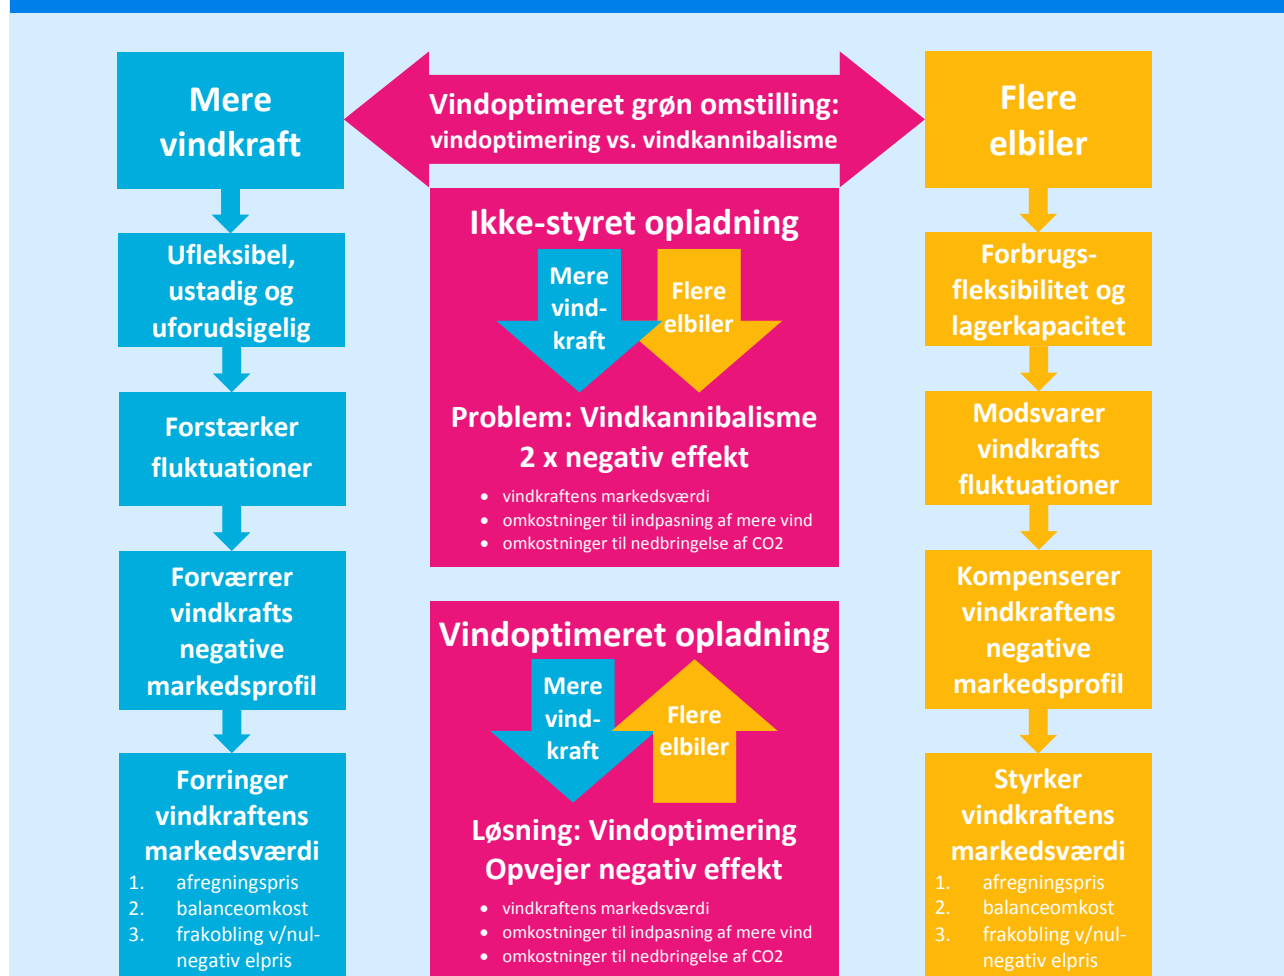 Mere
vindkraft
Ufleksibel,
ustadig og
uforudsigelig
Forstærker
fluktuationer
Forværrer
vindkrafts
negative
markedsprofil
Forringer
vindkraftens
markedsværdi
1. afregningspris
2. balanceomkost
3. frakobling v/nul-
negativ elpris
Vindoptimeret grøn omstilling:
vindoptimering vs. vindkannibalisme
Ikke-styret opladning
Mere
vind-
kraft
Flere
elbiler
Problem: Vindkannibalisme
2 x negativ effekt
• vindkraftens markedsværdi
• omkostninger til indpasning af mere vind
• omkostninger til nedbringelse af CO2
Vindoptimeret opladning
Mere
vind-
kraft
Flere
elbiler
Løsning: Vindoptimering
Opvejer negativ effekt
• vindkraftens markedsværdi
• omkostninger til indpasning af mere vind
• omkostninger til nedbringelse af CO2
Flere
elbiler
Forbrugs-
fleksibilitet og
lagerkapacitet
Modsvarer
vindkrafts
fluktuationer
Kompenserer
vindkraftens
negative
markedsprofil
Styrker
vindkraftens
markedsværdi
1. afregningspris
2. balanceomkost
3. frakobling v/nul-
negativ elpris